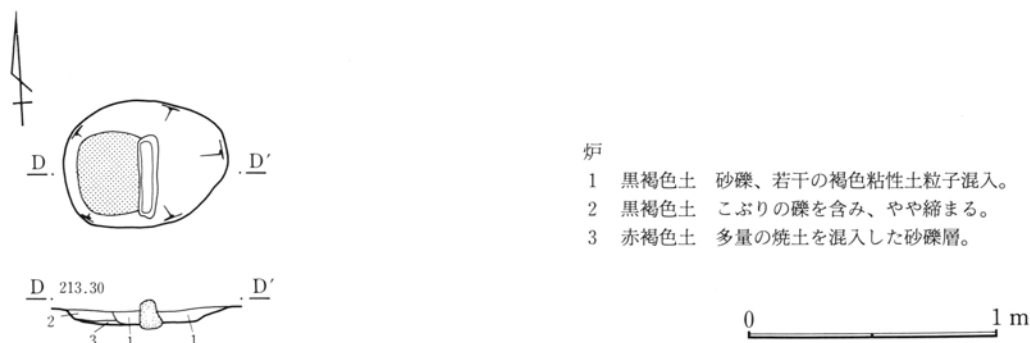 D D′
炉
1 黒褐色土 砂礫、若干の褐色粘性土粒子混入。
2 黒褐色土 こぶりの礫を含み、やや締まる。
3 赤褐色土 多量の焼土を混入した砂礫層。
D 213.30 D′
2
3 1 1
0 1 m